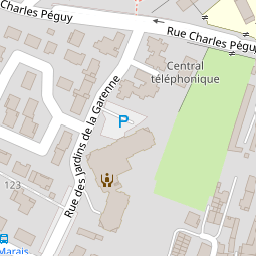 Charles Péguy
Rue Charles Péguy
Central
téléphonique
Rue des Jardins de la Garenne
P
123
Marais